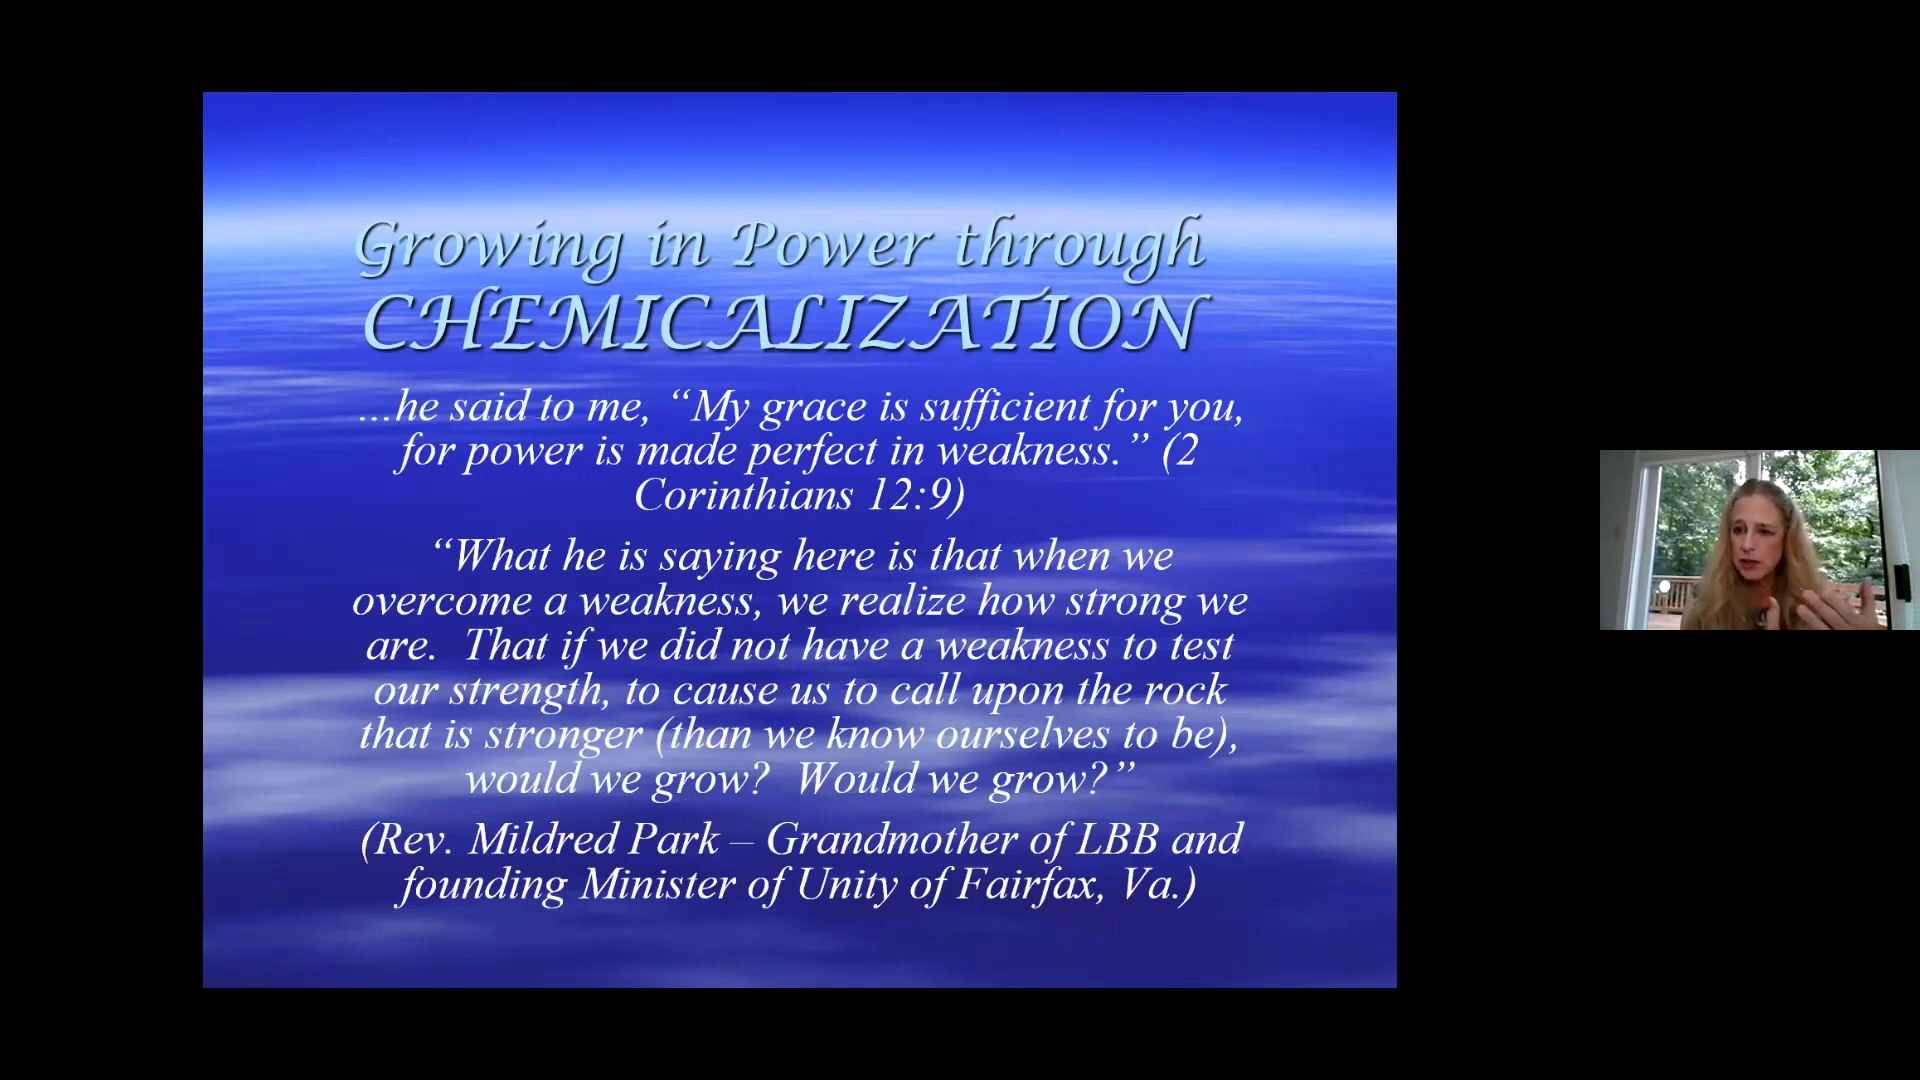 Growing in Power through
CHEMICALIZATION
...he said to me, “My grace is sufficient for you,
for power is made perfect in weakness.” (2
Corinthians 12:9)
“What he is saying here is that when we
overcome a weakness, we realize how strong we
are.  That if we did not have a weakness to test
our strength, to cause us to call upon the rock
that is stronger (than we know ourselves to be),
would we grow?  Would we grow?”
(Rev. Mildred Park – Grandmother of LBB and
founding Minister of Unity of Fairfax, Va.)